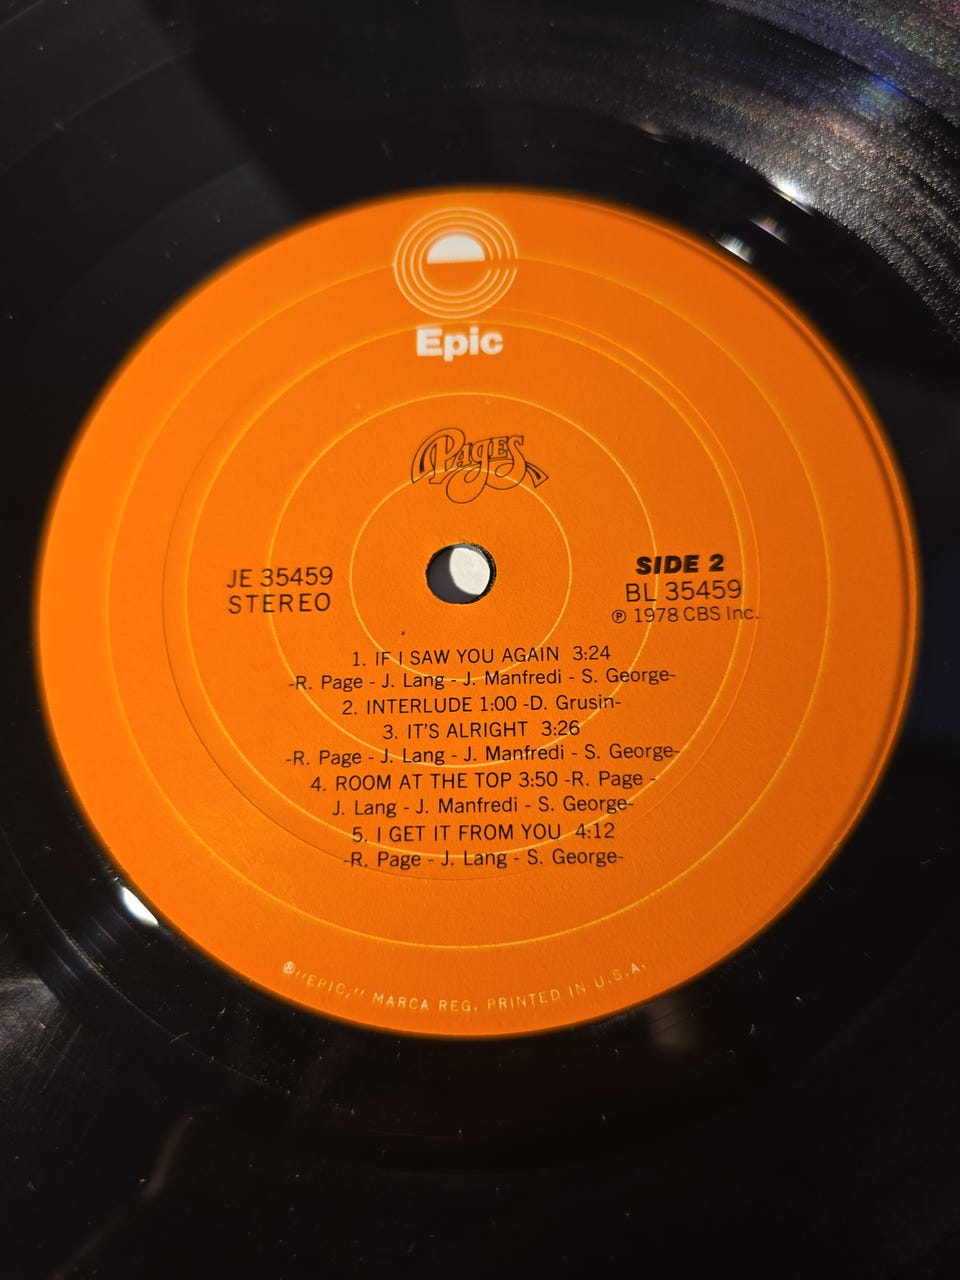 Epic
PAGES
JE 35459
STEREO
SIDE 2
BL 35459
℗ 1978 CBS Inc.
1. IF I SAW YOU AGAIN 3:24
-R. Page - J. Lang - J. Manfredi - S. George-
2. INTERLUDE 1:00 -D. Grusin-
3. IT'S ALRIGHT 3:26
-R. Page - J. Lang - J. Manfredi - S. George-
4. ROOM AT THE TOP 3:50 -R. Page -
J. Lang - J. Manfredi - S. George-
5. I GET IT FROM YOU 4:12
-R. Page - J. Lang - S. George-
®"EPIC," MARCA REG. PRINTED IN U.S.A.